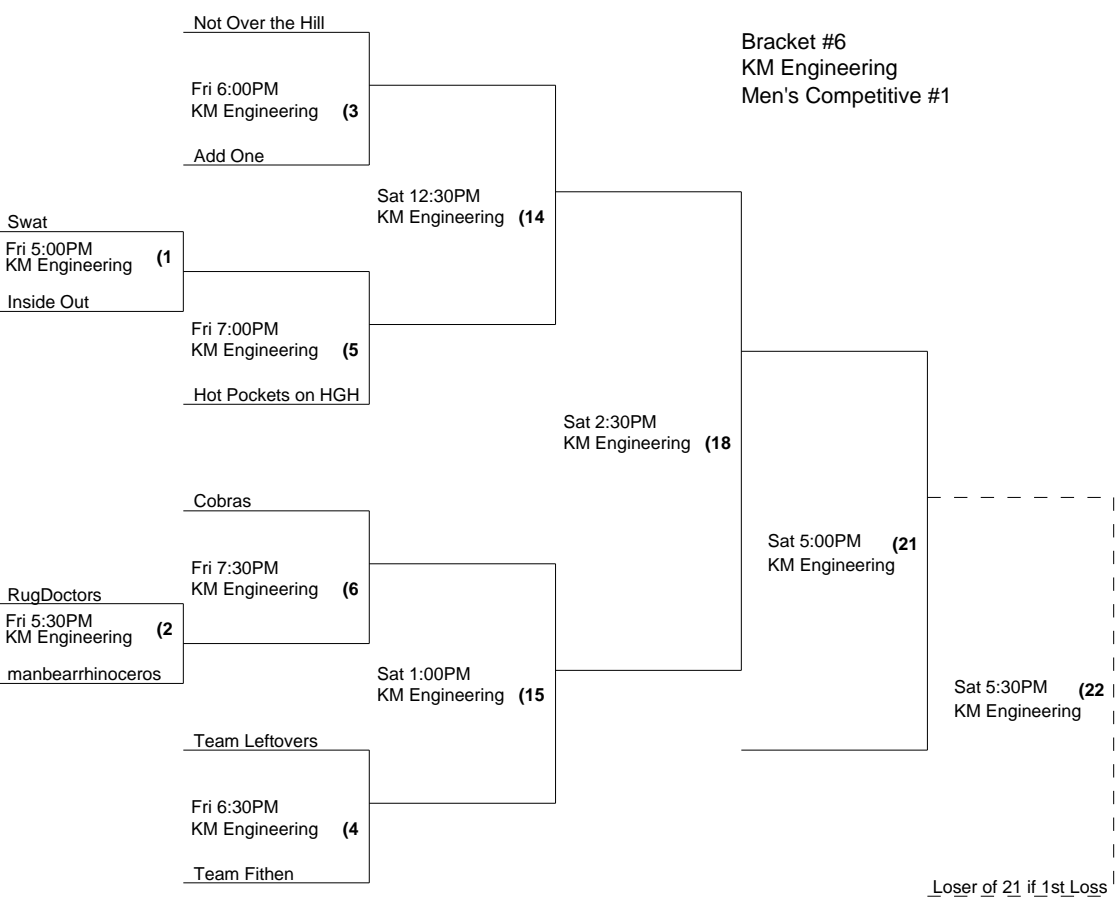 Not Over the Hill
Bracket #6
KM Engineering
Men's Competitive #1
Fri 6:00PM
KM Engineering (3
Add One
Sat 12:30PM
KM Engineering (14
Swat
Fri 5:00PM
KM Engineering (1
Inside Out
Fri 7:00PM
KM Engineering (5
Hot Pockets on HGH
Sat 2:30PM
KM Engineering (18
Cobras
Sat 5:00PM (21
KM Engineering
Fri 7:30PM
KM Engineering (6
RugDoctors
Fri 5:30PM
KM Engineering (2
manbearrhinoceros
Sat 1:00PM
KM Engineering (15
Sat 5:30PM (22
KM Engineering
Team Leftovers
Fri 6:30PM
KM Engineering (4
Team Fithen
Loser of 21 if 1st Loss